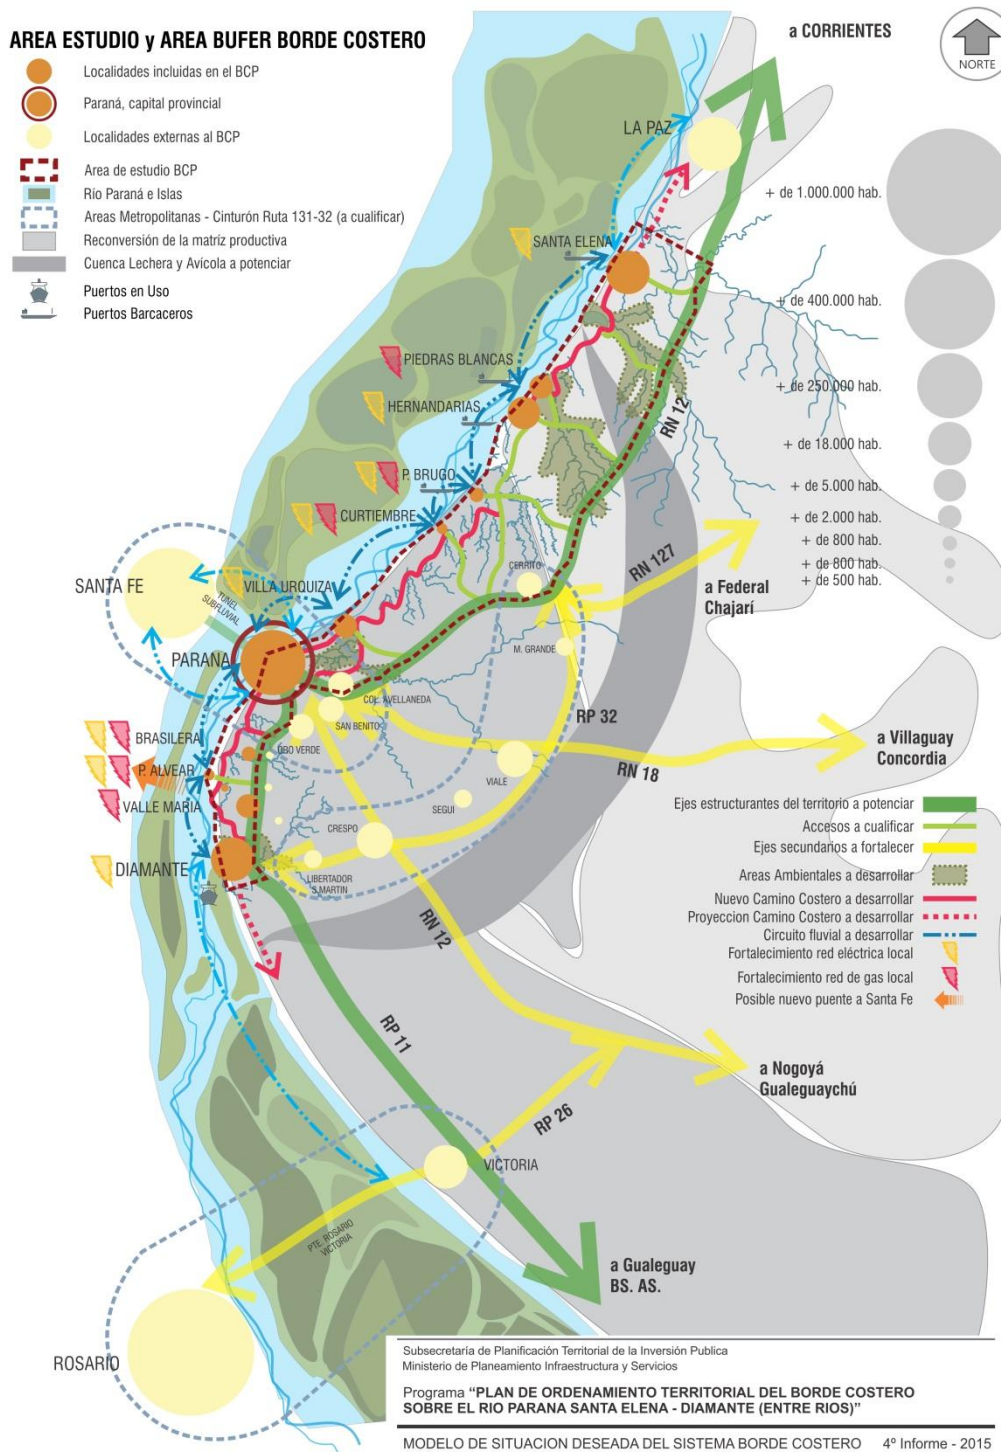 AREA ESTUDIO y AREA BUFER BORDE COSTERO
Localidades incluidas en el BCP
Paraná, capital provincial
Localidades externas al BCP
Area de estudio BCP
Río Paraná e Islas
Areas Metropolitanas - Cinturón Ruta 131-32 (a cualificar)
Reconversión de la matríz productiva
Cuenca Lechera y Avícola a potenciar
Puertos en Uso
Puertos Barcaceros
a CORRIENTES
NORTE
LA PAZ
+ de 1.000.000 hab.
SANTA ELENA
+ de 400.000 hab.
PIEDRAS BLANCAS
+ de 250.000 hab.
HERNANDARIAS
RN 12
+ de 18.000 hab.
P. BRUGO
+ de 5.000 hab.
CURTIEMBRE
+ de 2.000 hab.
+ de 800 hab.
+ de 800 hab.
+ de 500 hab.
RN 127
a Federal
Chajarí
CERRITO
SANTA FE
VILLA URQUIZA
TUNEL
SUBFLUVIAL
M. GRANDE
PARANA
COL. AVELLANEDA
SAN BENITO
ORO VERDE
RP 32
BRASILERA
P. ALVEAR
VALLE MARIA
DIAMANTE
VIALE
RN 18
a Villaguay
Concordia
SEGUI
CRESPO
LIBERTADOR
S.MARTIN
Ejes estructurantes del territorio a potenciar
Accesos a cualificar
Ejes secundarios a fortalecer
Areas Ambientales a desarrollar
Nuevo Camino Costero a desarrollar
Proyeccion Camino Costero a desarrollar
Circuito fluvial a desarrollar
Fortalecimiento red eléctrica local
Fortalecimiento red de gas local
Posible nuevo puente a Santa Fe
RN 12
RP 11
a Nogoyá
Gualeguaychú
RP 26
VICTORIA
PTE. ROSARIO
VICTORIA
a Gualeguay
BS. AS.
ROSARIO
Subsecretaría de Planificación Territorial de la Inversión Publica
Ministerio de Planeamiento Infraestructura y Servicios
Programa “PLAN DE ORDENAMIENTO TERRITORIAL DEL BORDE COSTERO
SOBRE EL RIO PARANA SANTA ELENA - DIAMANTE (ENTRE RIOS)”
MODELO DE SITUACION DESEADA DEL SISTEMA BORDE COSTERO 4º Informe - 2015